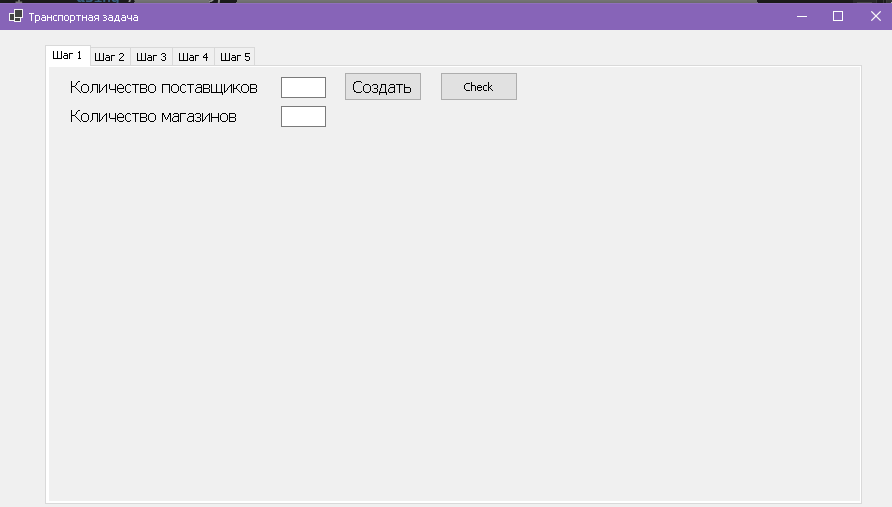 Транспортная задача
Шаг 1 Шаг 2 Шаг 3 Шаг 4 Шаг 5
Количество поставщиков Создать Check
Количество магазинов